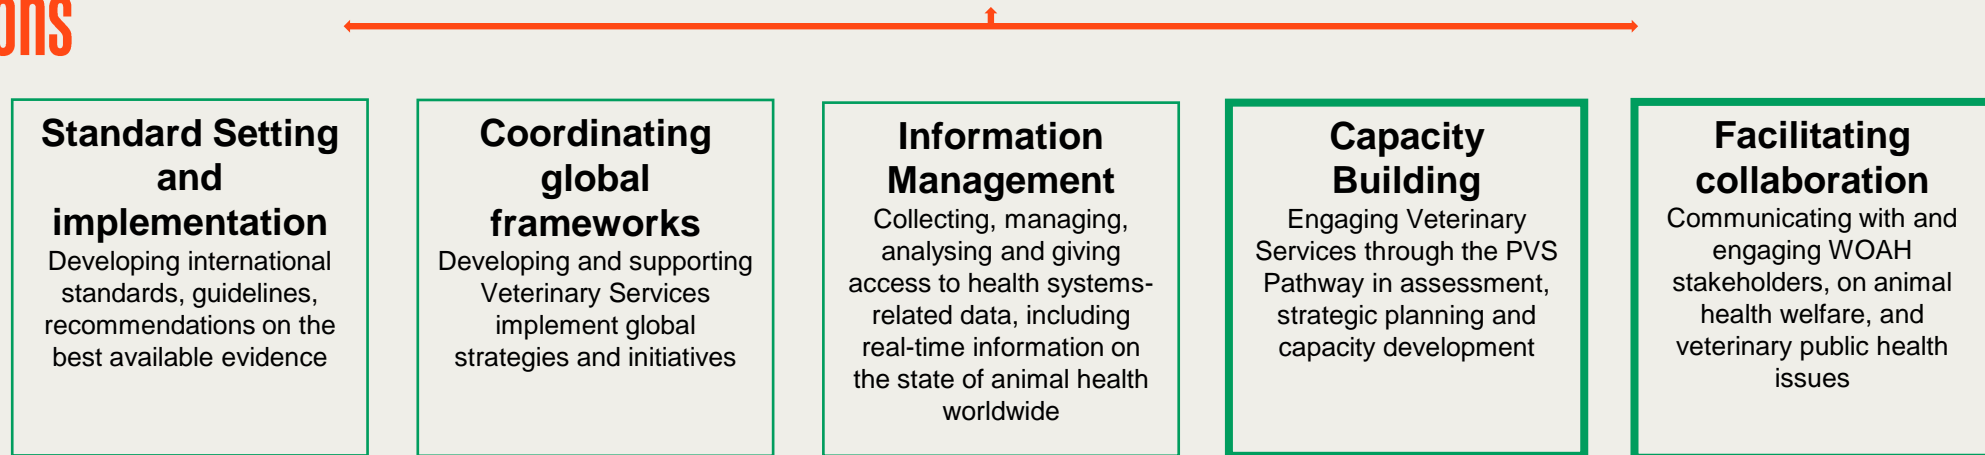 ons
Standard Setting
and
implementation
Developing international
standards, guidelines,
recommendations on the
best available evidence
Coordinating
global
frameworks
Developing and supporting
Veterinary Services
implement global
strategies and initiatives
Information
Management
Collecting, managing,
analysing and giving
access to health systems-
related data, including
real-time information on
the state of animal health
worldwide
Capacity
Building
Engaging Veterinary
Services through the PVS
Pathway in assessment,
strategic planning and
capacity development
Facilitating
collaboration
Communicating with and
engaging WOAH
stakeholders, on animal
health welfare, and
veterinary public health
issues